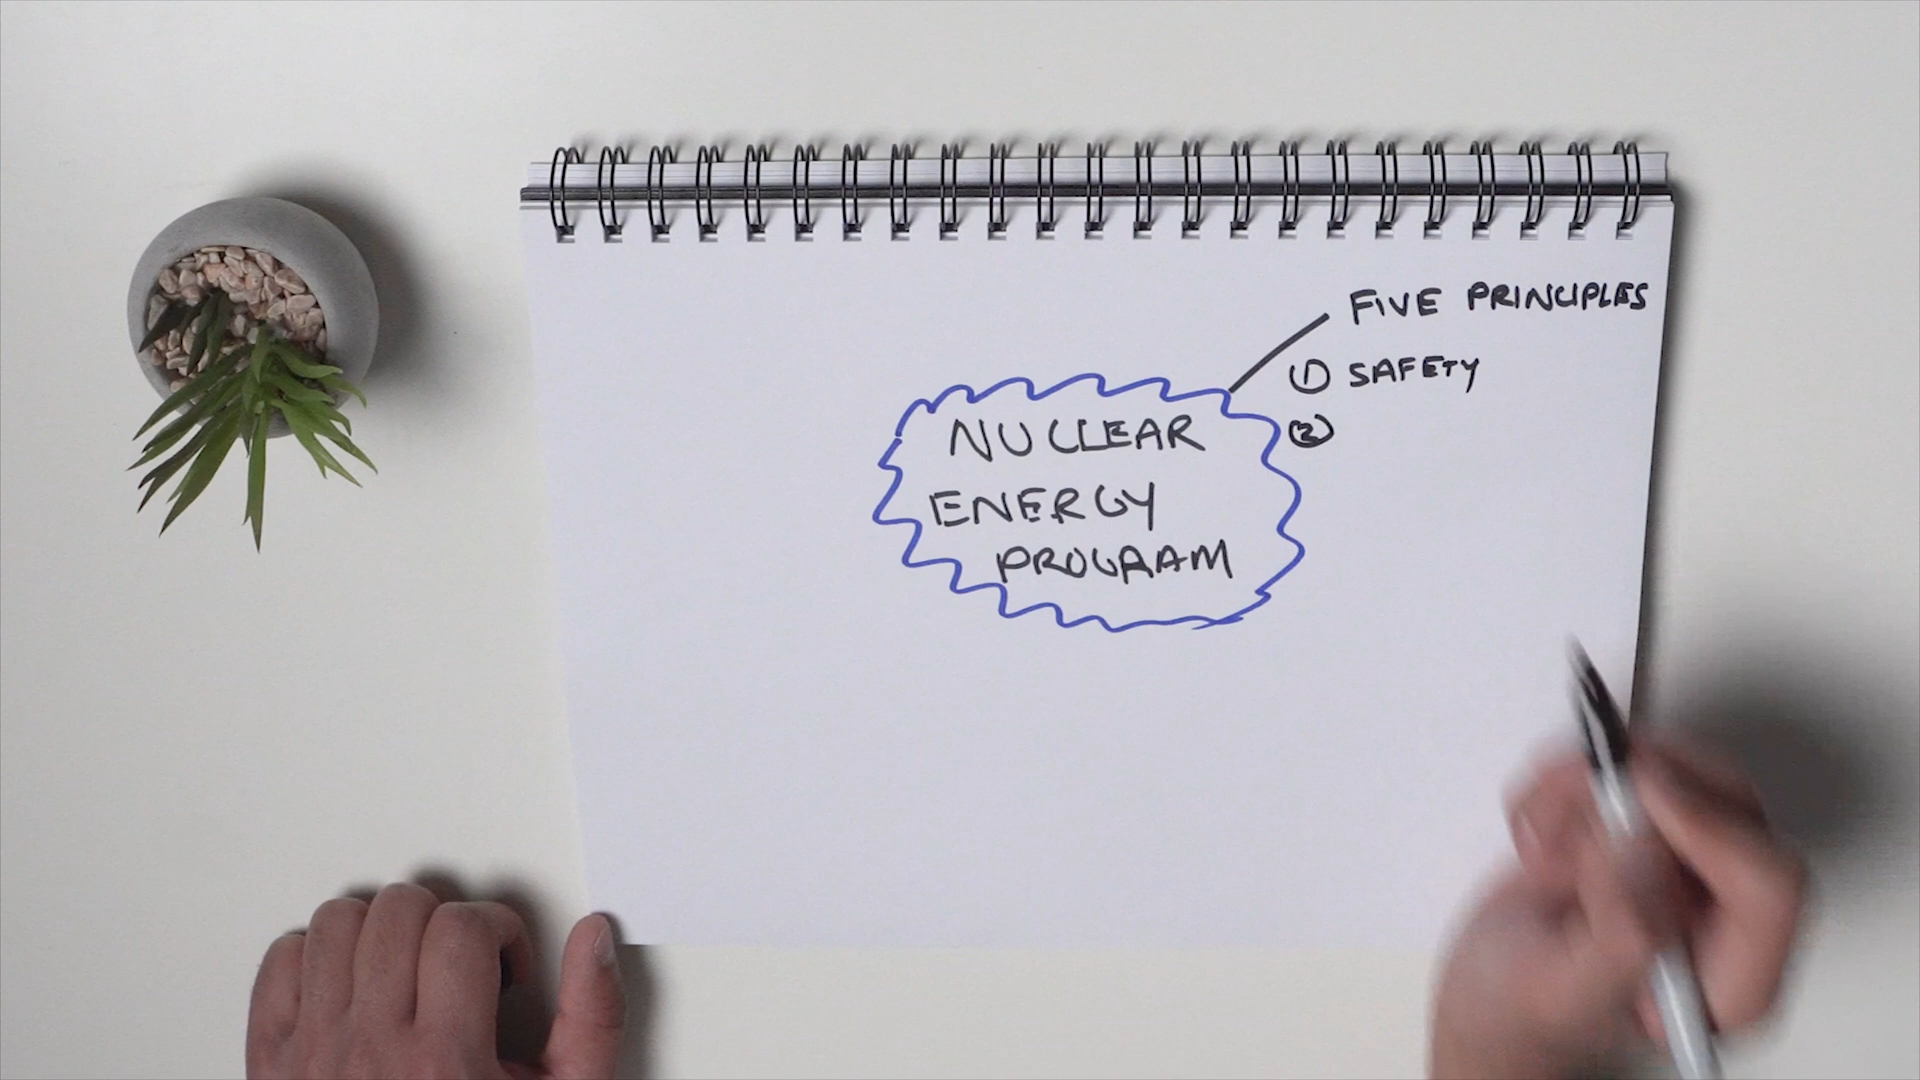 FIVE PRINCIPLES
① SAFETY
②
NUCLEAR
ENERGY
PROGRAM